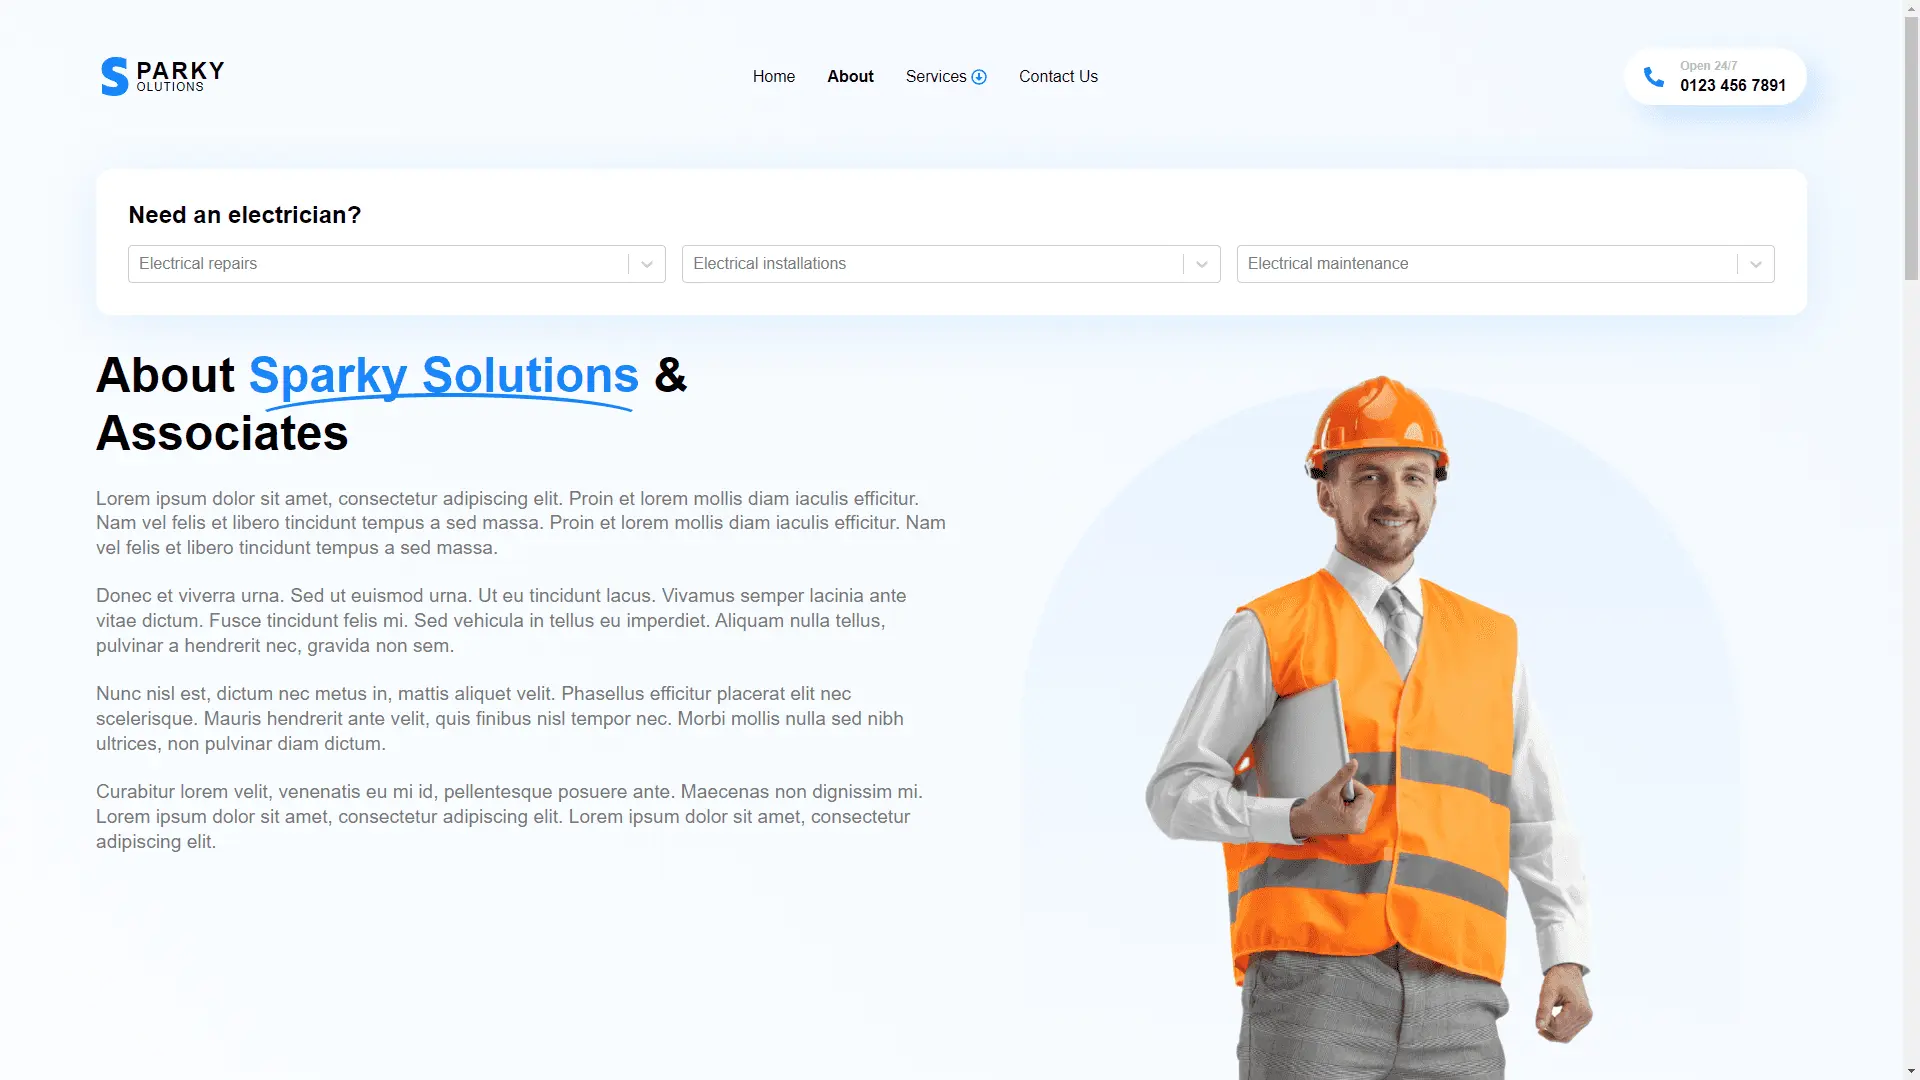 SPARKY
OLUTIONS
Home About Services Contact Us
Open 24/7
0123 456 7891
Need an electrician?
Electrical repairs Electrical installations Electrical maintenance
About Sparky Solutions &
Associates
Lorem ipsum dolor sit amet, consectetur adipiscing elit. Proin et lorem mollis diam iaculis efficitur.
Nam vel felis et libero tincidunt tempus a sed massa. Proin et lorem mollis diam iaculis efficitur. Nam
vel felis et libero tincidunt tempus a sed massa.
Donec et viverra urna. Sed ut euismod urna. Ut eu tincidunt lacus. Vivamus semper lacinia ante
vitae dictum. Fusce tincidunt felis mi. Sed vehicula in tellus eu imperdiet. Aliquam nulla tellus,
pulvinar a hendrerit nec, gravida non sem.
Nunc nisl est, dictum nec metus in, mattis aliquet velit. Phasellus efficitur placerat elit nec
scelerisque. Mauris hendrerit ante velit, quis finibus nisl tempor nec. Morbi mollis nulla sed nibh
ultrices, non pulvinar diam dictum.
Curabitur lorem velit, venenatis eu mi id, pellentesque posuere ante. Maecenas non dignissim mi.
Lorem ipsum dolor sit amet, consectetur adipiscing elit. Lorem ipsum dolor sit amet, consectetur
adipiscing elit.